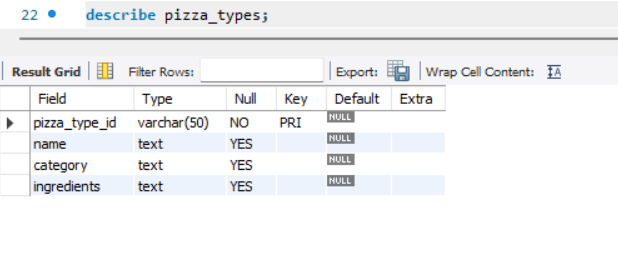 22 describe pizza_types;
Result Grid Filter Rows: Export: Wrap Cell Content: IA
Field Type Null Key Default Extra
pizza_type_id varchar(50) NO PRI NULL
name text YES NULL
category text YES NULL
ingredients text YES NULL